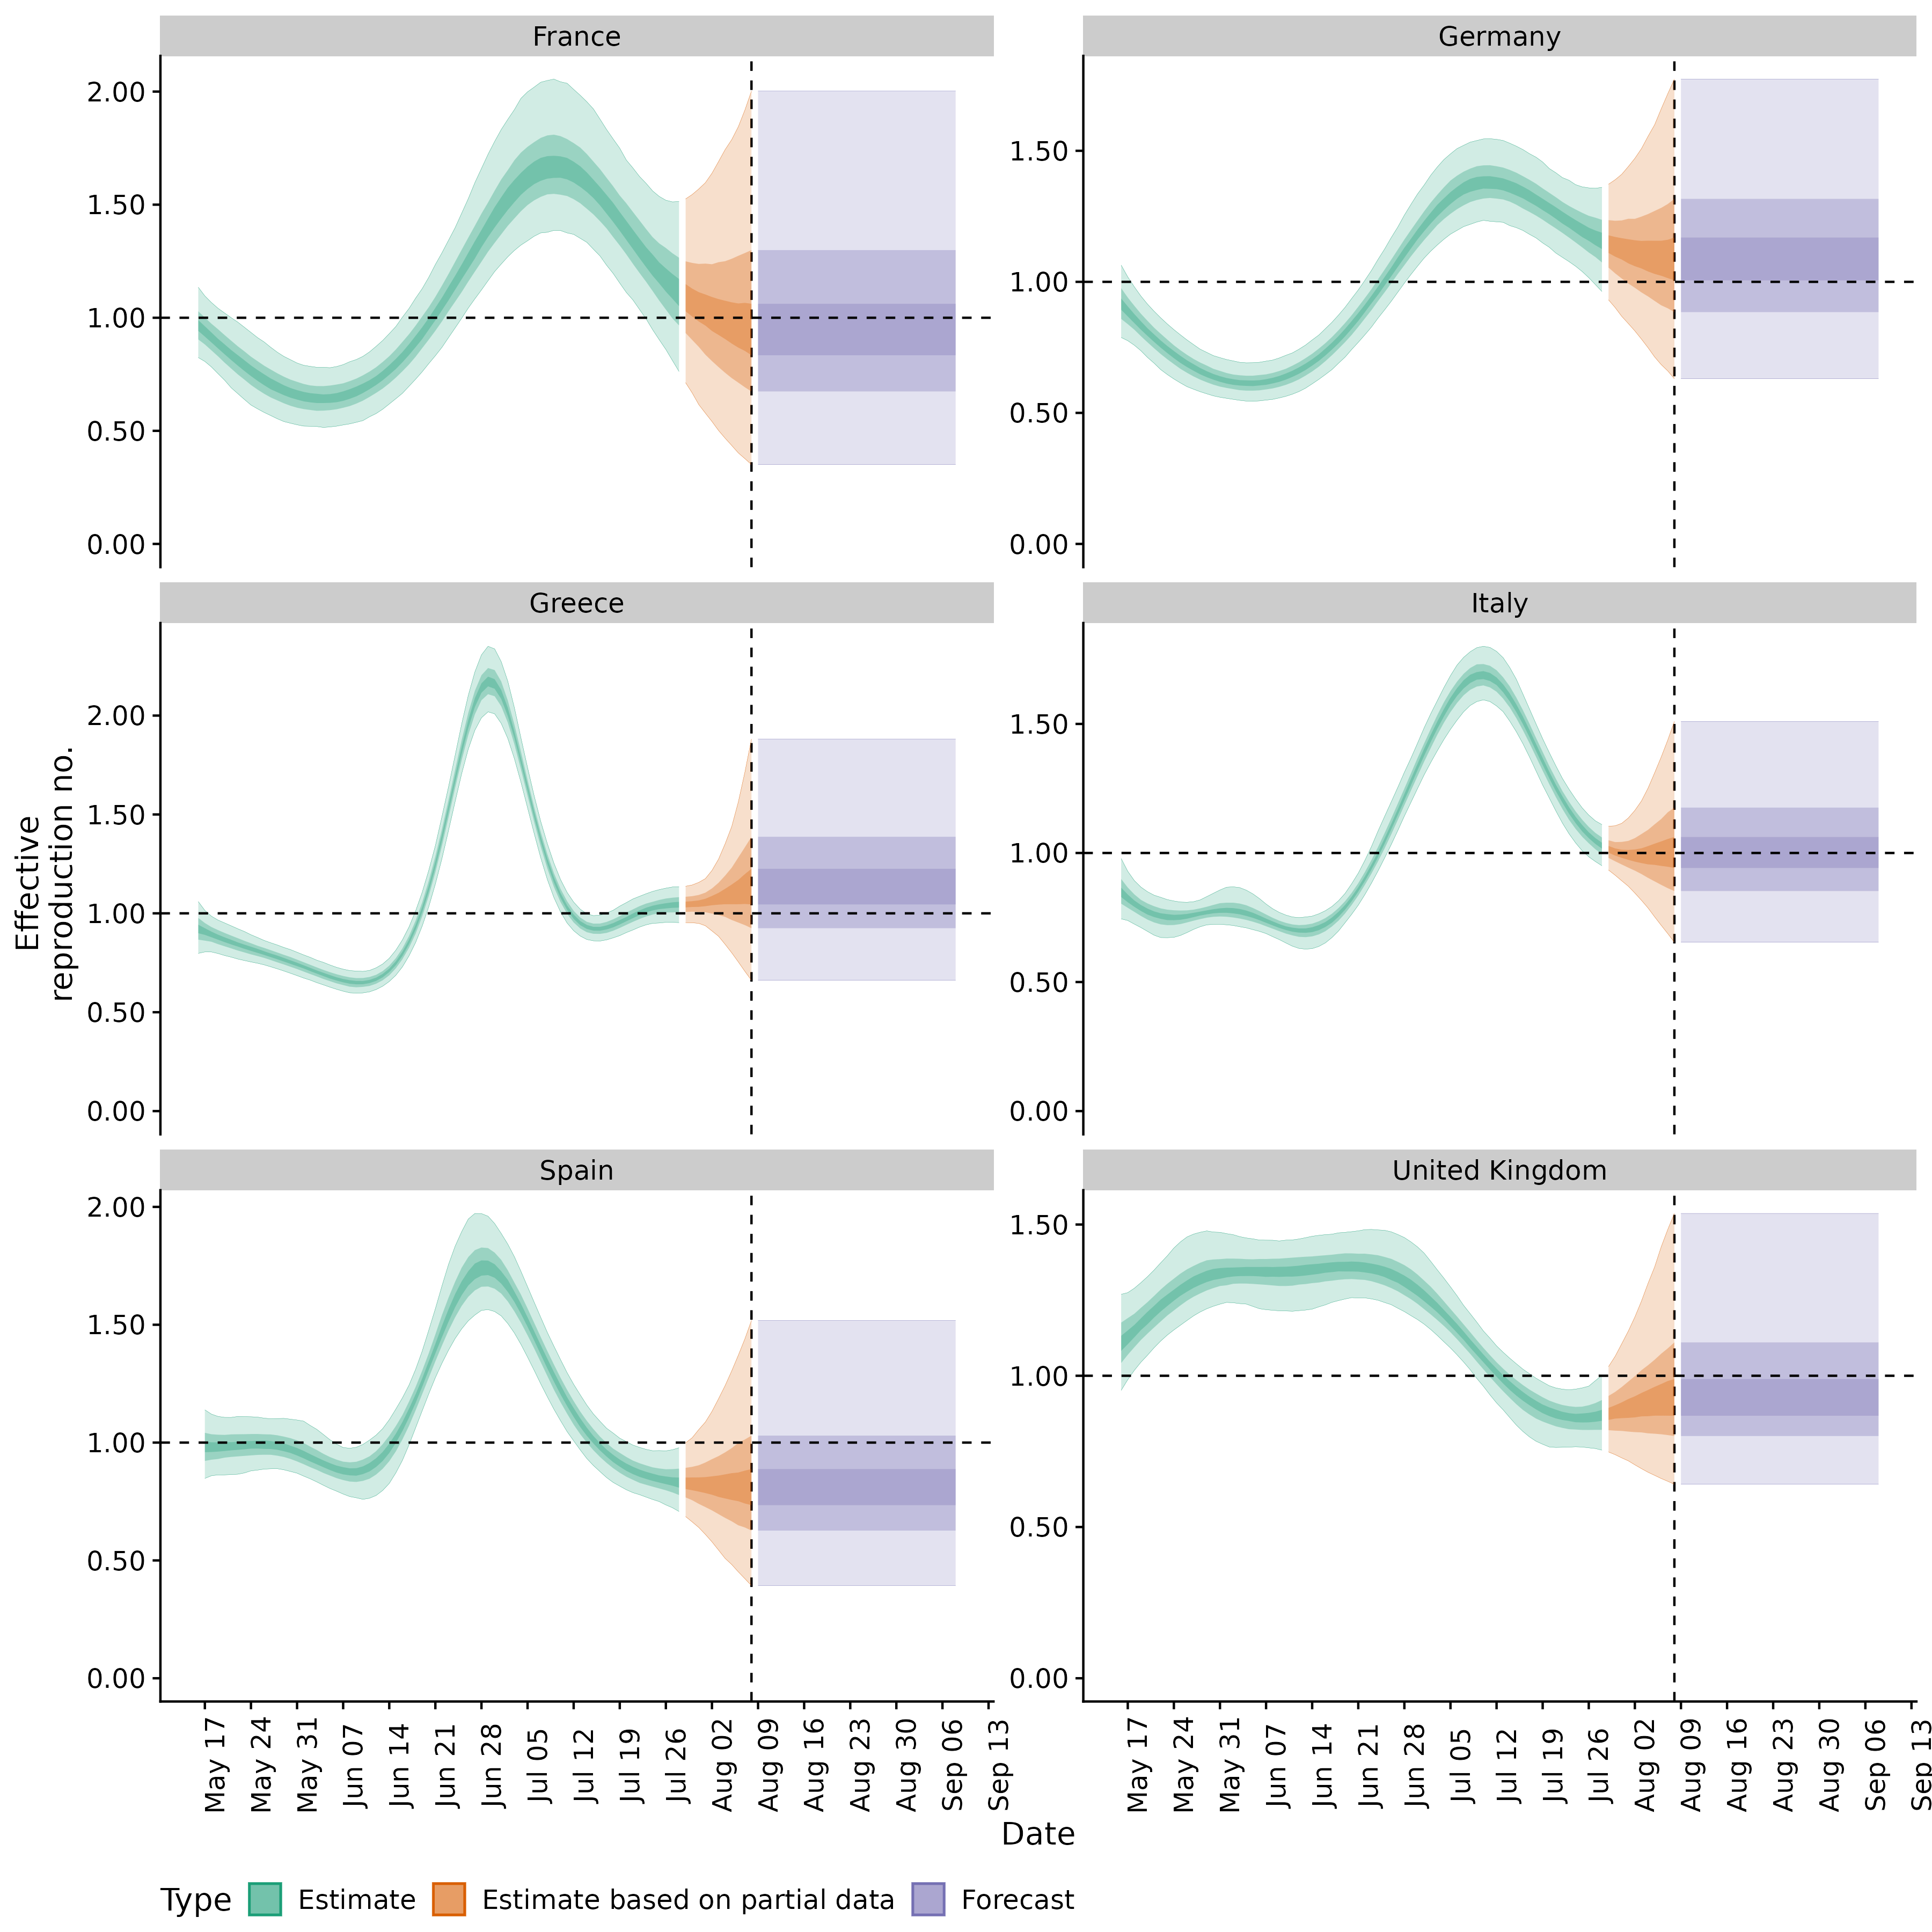 France
Germany
2.00
1.50
1.00
0.50
0.00
1.50
1.00
0.50
0.00
Greece
Italy
2.00
1.50
1.00
0.50
0.00
1.50
1.00
0.50
0.00
Spain
United Kingdom
2.00
1.50
1.00
0.50
0.00
1.50
1.00
0.50
0.00
Effective
reproduction no.
May 17
May 24
May 31
Jun 07
Jun 14
Jun 21
Jun 28
Jul 05
Jul 12
Jul 19
Jul 26
Aug 02
Aug 09
Aug 16
Aug 23
Aug 30
Sep 06
Sep 13
May 17
May 24
May 31
Jun 07
Jun 14
Jun 21
Jun 28
Jul 05
Jul 12
Jul 19
Jul 26
Aug 02
Aug 09
Aug 16
Aug 23
Aug 30
Sep 06
Sep 13
Date
Type Estimate Estimate based on partial data Forecast